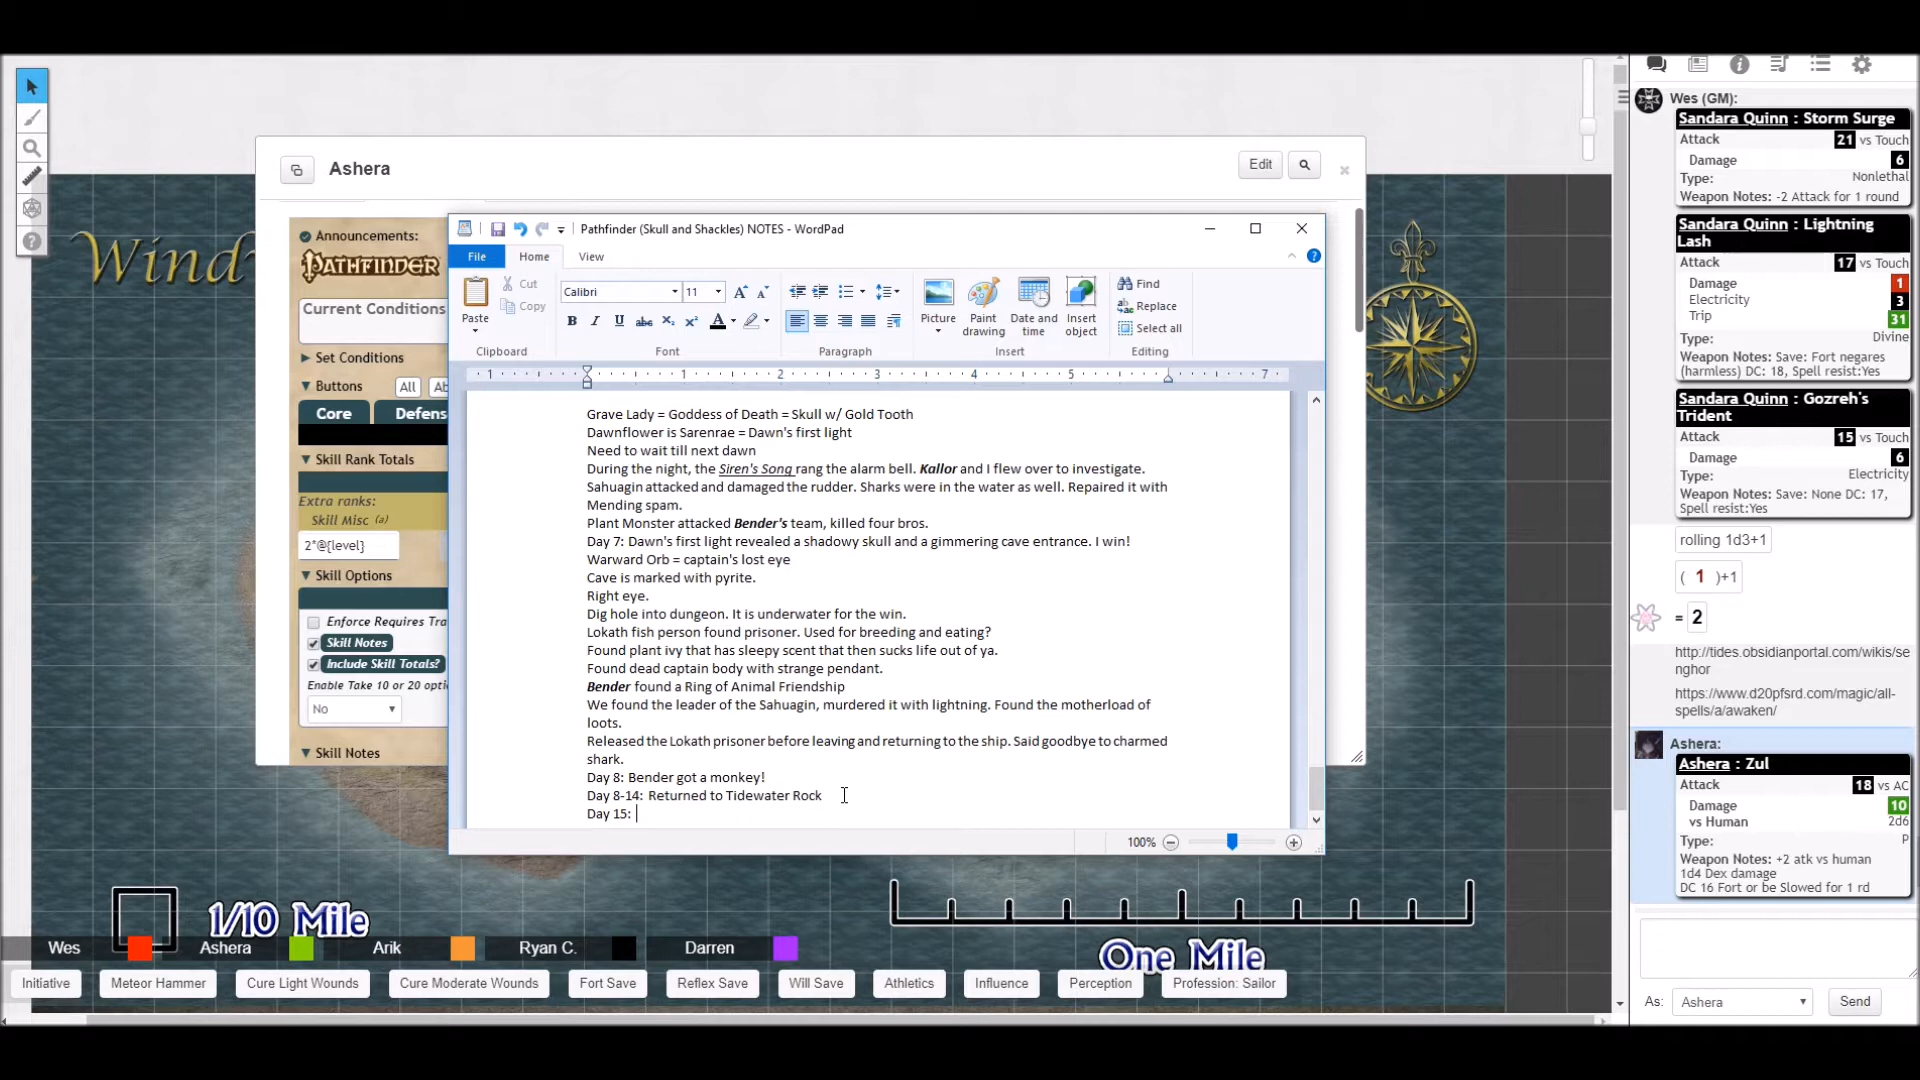 Wind
Ashera
Edit
Announcements:
PATHFINDER
Current Conditions
Set Conditions
Buttons All Ab
Core Defens
Skill Rank Totals
Extra ranks:
Skill Misc (a)
2*@{level}
Skill Options
Enforce Requires Tra
Skill Notes
Include Skill Totals?
Enable Take 10 or 20 optio
No
Skill Notes
Pathfinder (Skull and Shackles) NOTES - WordPad
File Home View
Paste Cut Copy
Calibri 11
Picture Paint drawing Date and time Insert object
Find
Replace
Select all
Clipboard Font Paragraph Insert Editing
1 1 2 3 4 5 7
Grave Lady = Goddess of Death = Skull w/ Gold Tooth
Dawnflower is Sarenrae = Dawn's first light
Need to wait till next dawn
During the night, the Siren's Song rang the alarm bell. Kallor and I flew over to investigate.
Sahuagin attacked and damaged the rudder. Sharks were in the water as well. Repaired it with
Mending spam.
Plant Monster attacked Bender's team, killed four bros.
Day 7: Dawn's first light revealed a shadowy skull and a gimmering cave entrance. I win!
Warward Orb = captain's lost eye
Cave is marked with pyrite.
Right eye.
Dig hole into dungeon. It is underwater for the win.
Lokath fish person found prisoner. Used for breeding and eating?
Found plant ivy that has sleepy scent that then sucks life out of ya.
Found dead captain body with strange pendant.
Bender found a Ring of Animal Friendship
We found the leader of the Sahuagin, murdered it with lightning. Found the motherload of
loots.
Released the Lokath prisoner before leaving and returning to the ship. Said goodbye to charmed
shark.
Day 8: Bender got a monkey!
Day 8-14: Returned to Tidewater Rock
Day 15:
100%
1/10 Mile
One Mile
Wes Ashera Arik Ryan C. Darren
Initiative Meteor Hammer Cure Light Wounds Cure Moderate Wounds Fort Save Reflex Save Will Save Athletics Influence Perception Profession: Sailor
Wes (GM):
Sandara Quinn : Storm Surge
Attack 21 vs Touch
Damage 6
Type: Nonlethal
Weapon Notes: -2 Attack for 1 round
Sandara Quinn : Lightning
Lash
Attack 17 vs Touch
Damage 1
Electricity 3
Trip 31
Type: Divine
Weapon Notes: Save: Fort negares
(harmless) DC: 18, Spell resist:Yes
Sandara Quinn : Gozreh's
Trident
Attack 15 vs Touch
Damage 6
Type: Electricity
Weapon Notes: Save: None DC: 17,
Spell resist:Yes
rolling 1d3+1
( 1 )+1
= 2
http://tides.obsidianportal.com/wikis/se
nghor
https://www.d20pfsrd.com/magic/all-
spells/a/awaken/
Ashera:
Ashera : Zul
Attack 18 vs AC
Damage 10
vs Human 2d6
Type: P
Weapon Notes: +2 atk vs human
1d4 Dex damage
DC 16 Fort or be Slowed for 1 rd
As: Ashera Send